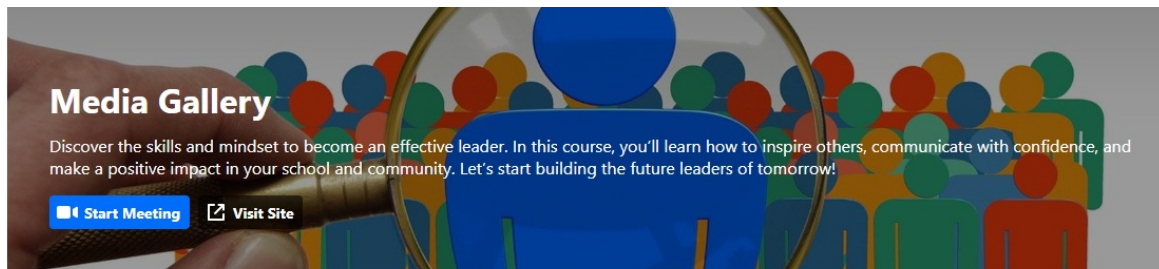 Media Gallery
Discover the skills and mindset to become an effective leader. In this course, you’ll learn how to inspire others, communicate with confidence, and
make a positive impact in your school and community. Let’s start building the future leaders of tomorrow!
Start Meeting
Visit Site